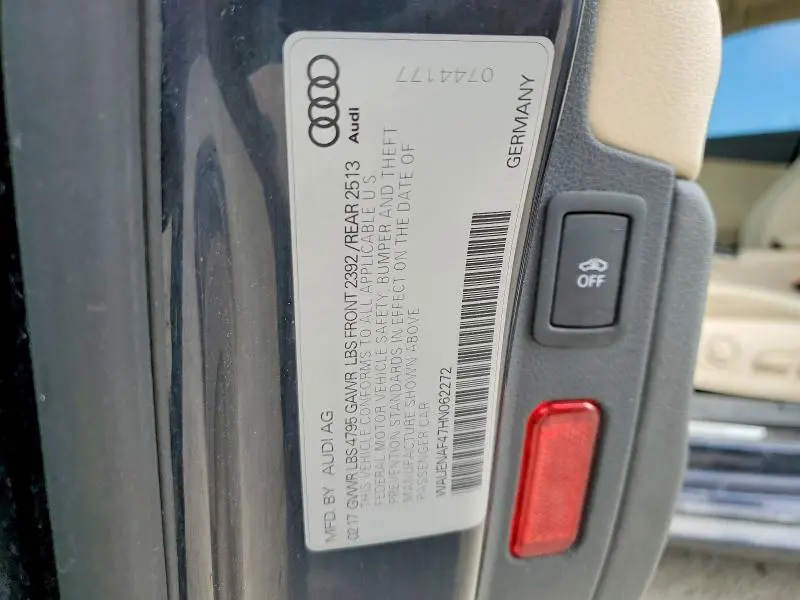 0744177
Audi
GERMANY
MFD. BY AUDI AG
02-17 GVWR LBS 4795 GAWR LBS FRONT 2392/REAR 2513
THIS VEHICLE CONFORMS TO ALL APPLICABLE U S
FEDERAL MOTOR VEHICLE SAFETY, BUMPER AND THEFT
PREVENTION STANDARDS IN EFFECT ON THE DATE OF
MANUFACTURE SHOWN ABOVE
PASSENGER CAR
WAUENAF47HN062272
OFF